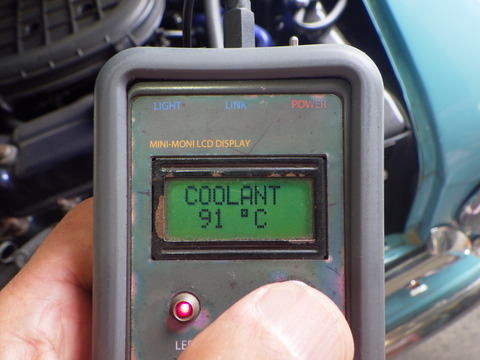 LIGHT LINK POWER
MINI-MONI LCD DISPLAY
COOLANT
91 °C